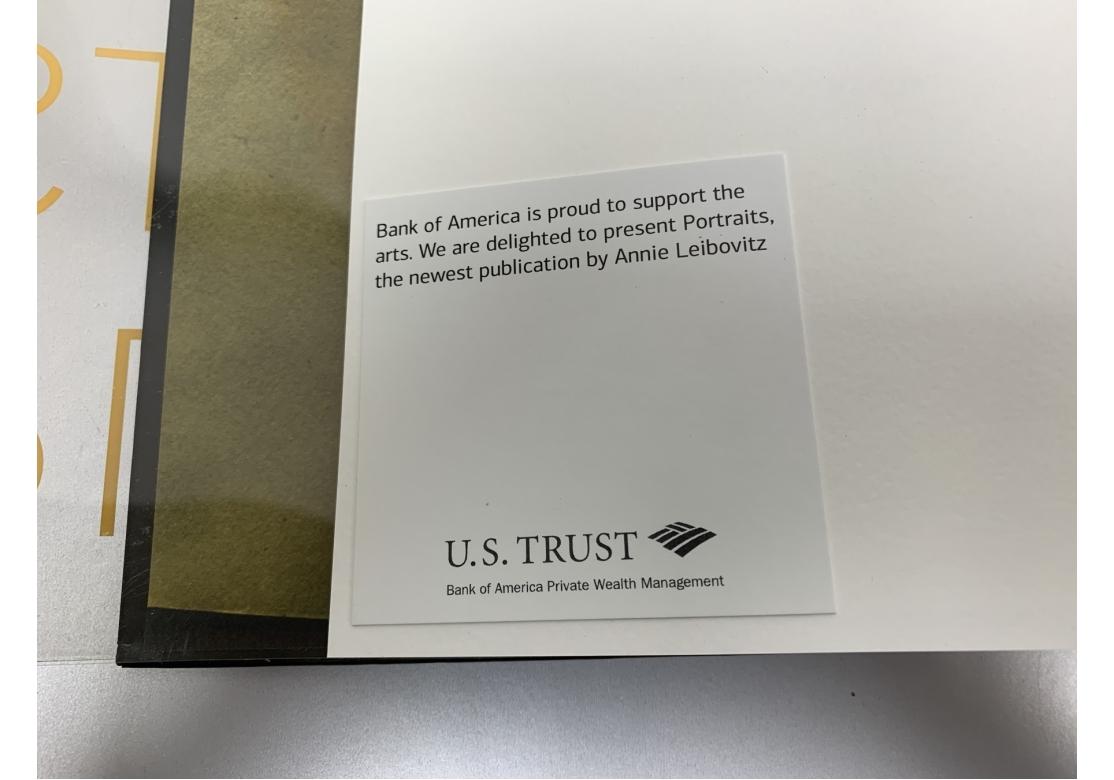 Bank of America is proud to support the
arts. We are delighted to present Portraits,
the newest publication by Annie Leibovitz
U.S. TRUST
Bank of America Private Wealth Management